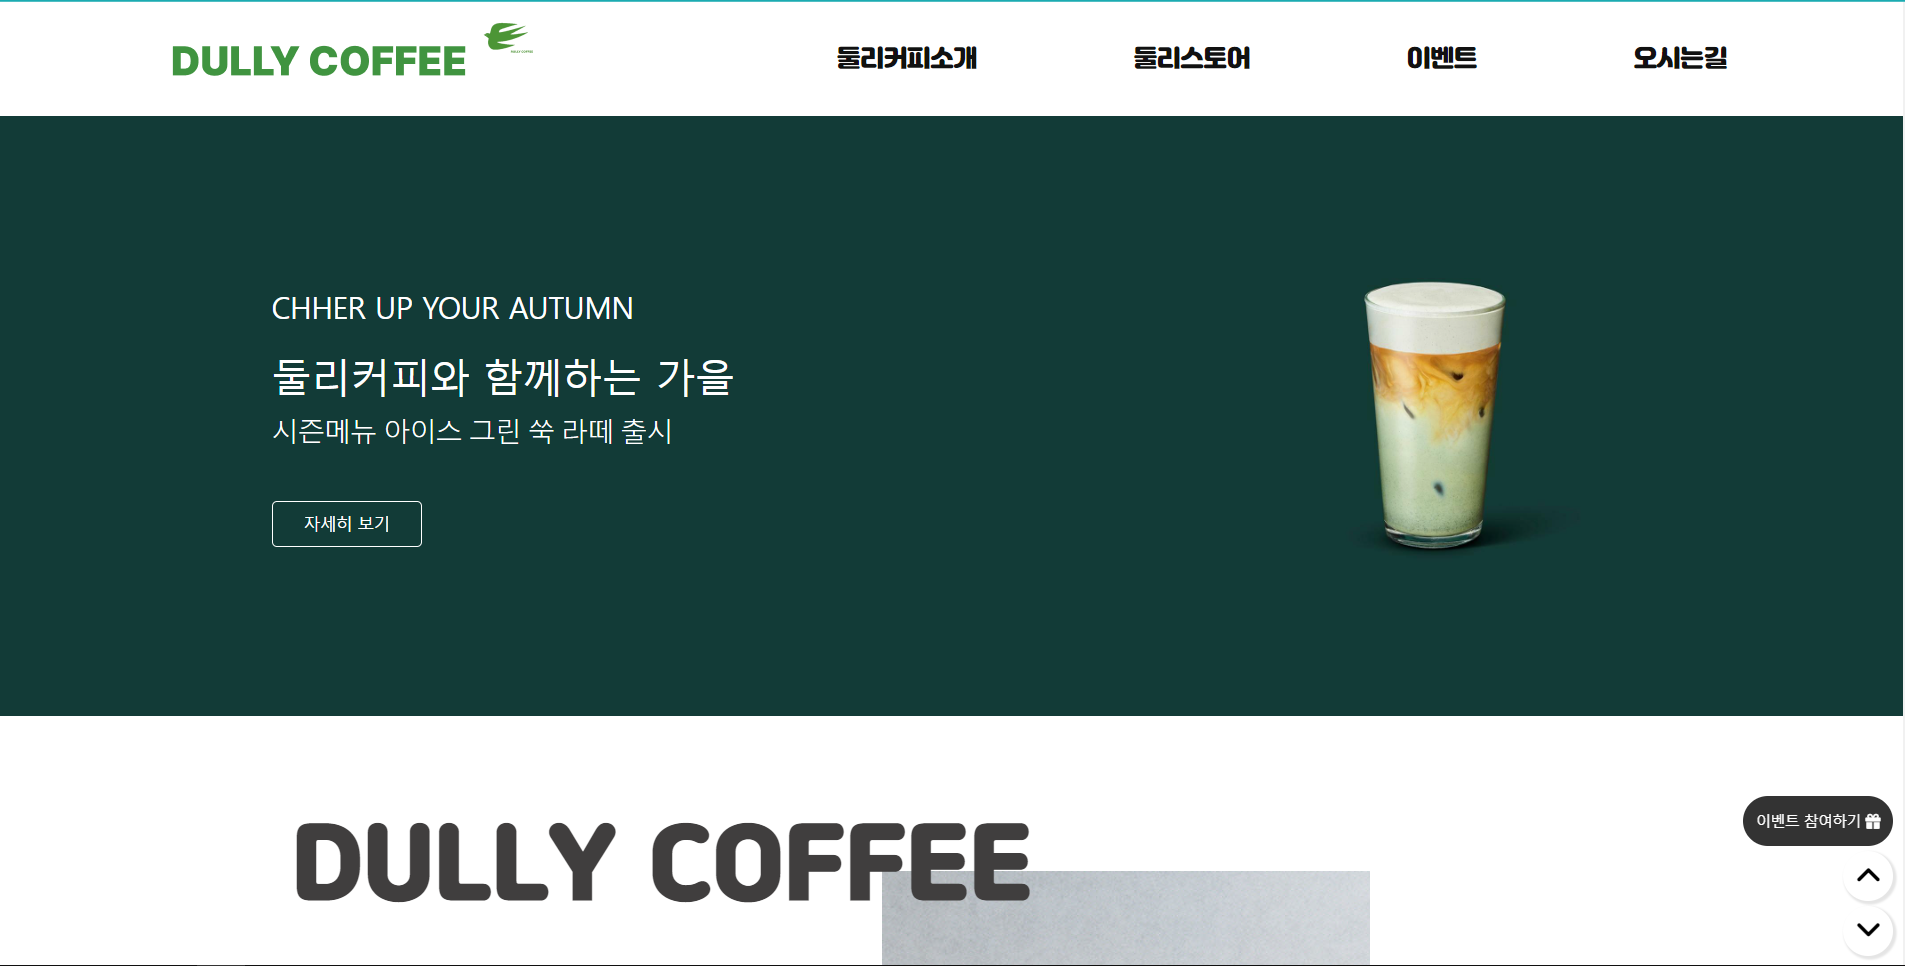 DULLY COFFEE
둘리커피소개
둘리스토어
이벤트
오시는길
CHHER UP YOUR AUTUMN
둘리커피와 함께하는 가을
시즌메뉴 아이스 그린 쑥 라떼 출시
자세히 보기
DULLY COFFEE
이벤트 참여하기